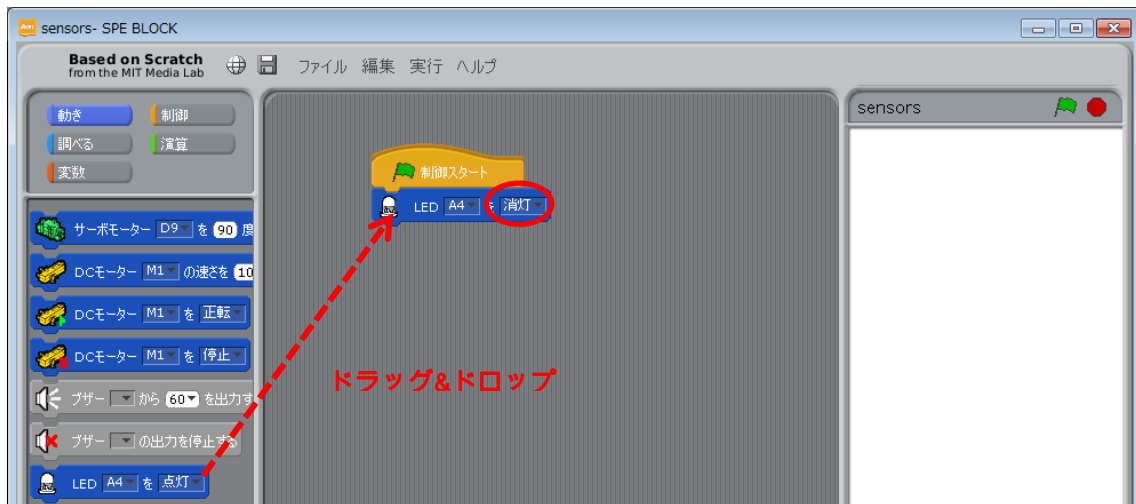 sensors- SPE BLOCK
Based on Scratch
from the MIT Media Lab
ファイル 編集 実行 ヘルプ
動き 制御
調べる 演算
変数
サーボモーター D9 を 90 度
DCモーター M1 の速さを 10
DCモーター M1 を 正転
DCモーター M1 を 停止
ブザー から 60 を出力す
ブザー の出力を停止する
LED A4 を 点灯
制御スタート
LED A4 を 消灯
ドラッグ&ドロップ
sensors